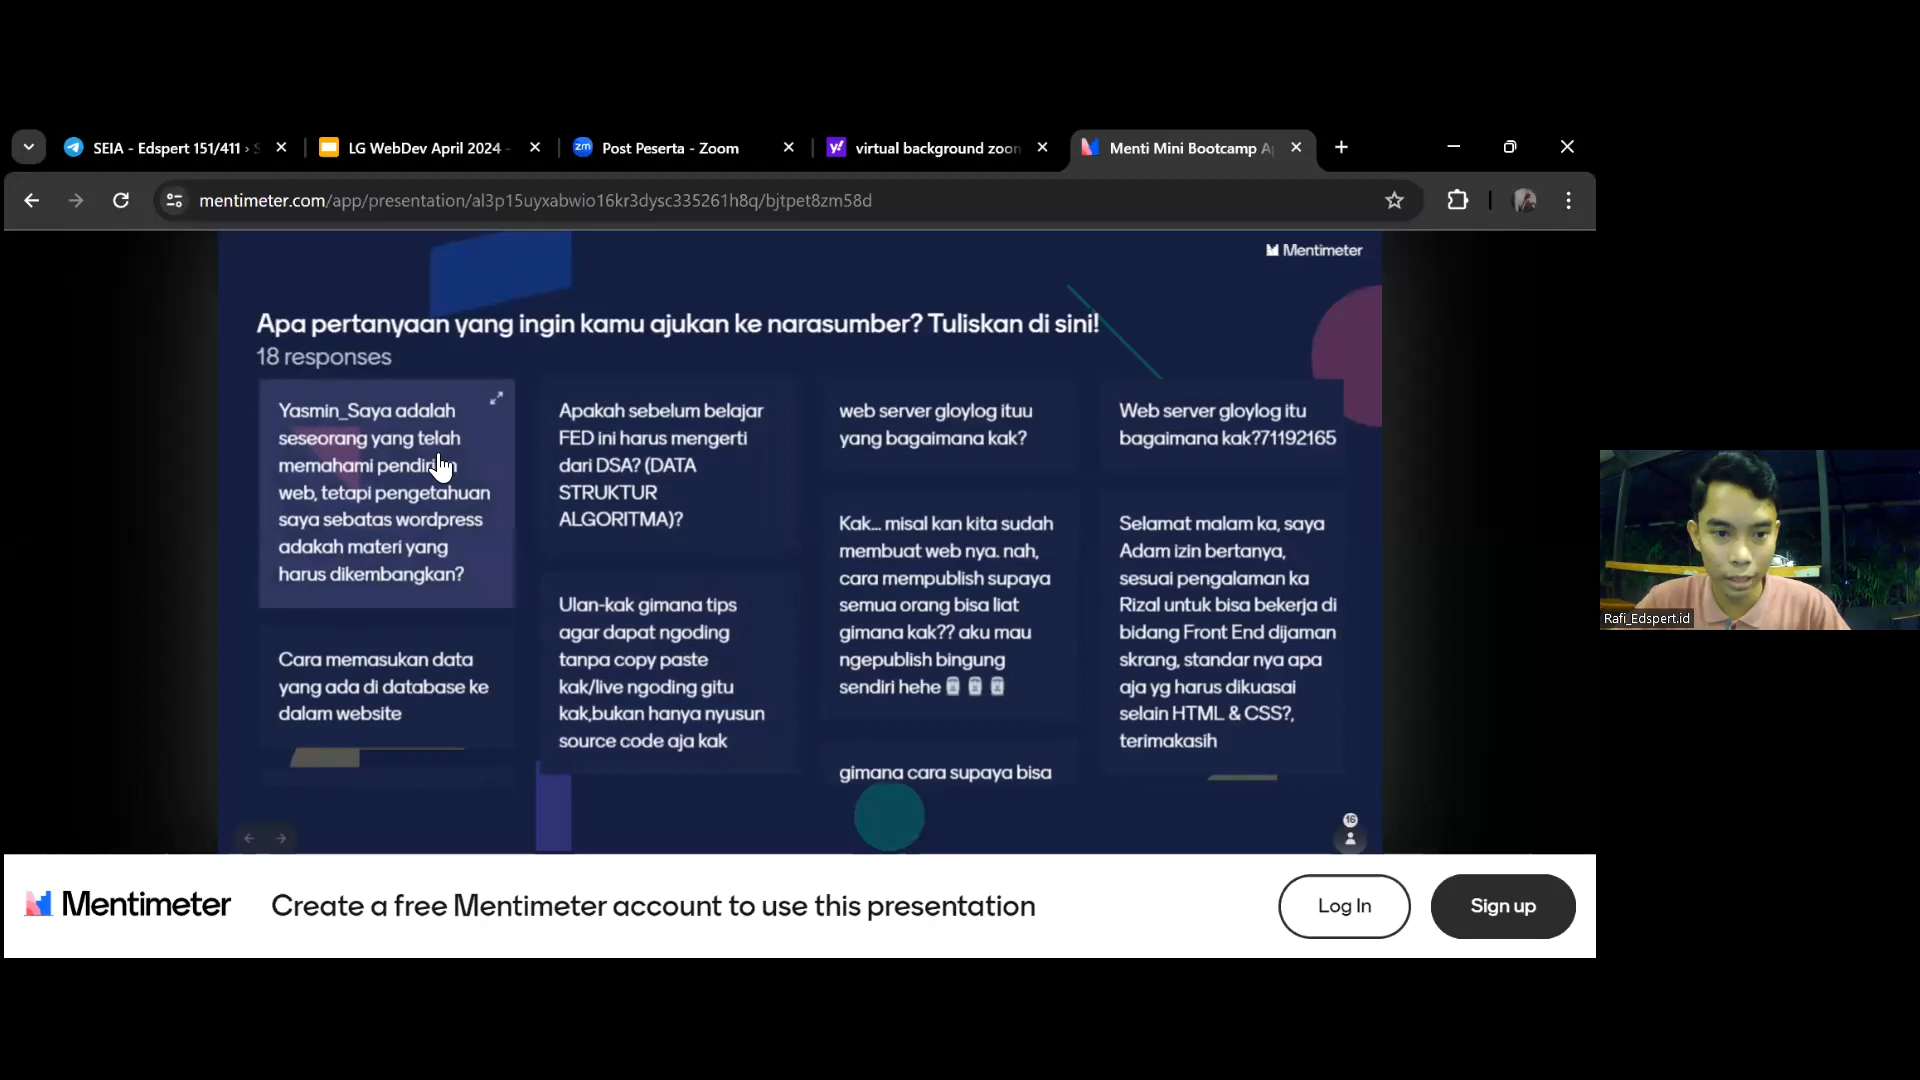 SEIA - Edspert 151/411 ›
LG WebDev April 2024 -
zm
Post Peserta - Zoom
virtual background zoon
Menti Mini Bootcamp A
mentimeter.com/app/presentation/al3p15uyxabwio16kr3dysc335261h8q/bjtpet8zm58d
Mentimeter
Apa pertanyaan yang ingin kamu ajukan ke narasumber? Tuliskan di sini!
18 responses
Yasmin_Saya adalah
seseorang yang telah
memahami
web, tetapi pengetahuan
saya sebatas wordpress
adakah materi yang
harus dikembangkan?
Cara memasukan data
yang ada di database ke
dalam website
Apakah sebelum belajar
FED ini harus mengerti
dari DSA? (DATA
STRUKTUR
ALGORITMA)?
Ulan-kak gimana tips
agar dapat ngoding
tanpa copy paste
kak/live ngoding gitu
kak,bukan hanya nyusun
source code aja kak
web server gloylog ituu
yang bagaimana kak?
Kak... misal kan kita sudah
membuat web nya. nah,
cara mempublish supaya
semua orang bisa liat
gimana kak?? aku mau
ngepublish bingung
sendiri hehe
gimana cara supaya bisa
Web server gloylog itu
bagaimana kak?71192165
Selamat malam ka, saya
Adam izin bertanya,
sesuai pengalaman ka
Rizal untuk bisa bekerja di
bidang Front End dijaman
skrang, standar nya apa
aja yg harus dikuasai
selain HTML & CSS?,
terimakasih
16
Rafi_Edspert.id
Mentimeter
Create a free Mentimeter account to use this presentation
Log In
Sign up